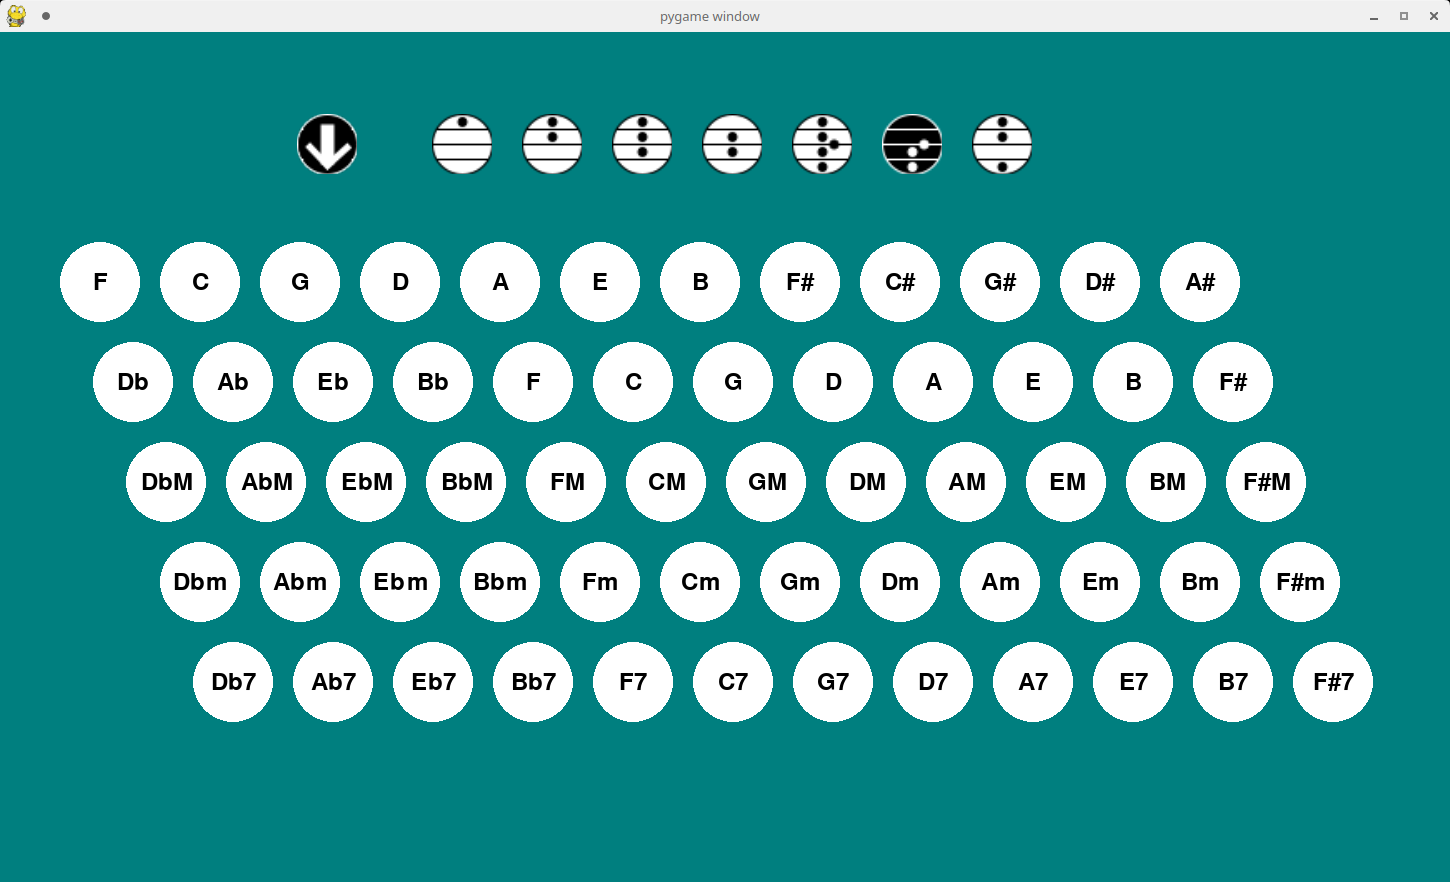 pygame window
F C G D A E B F# C# G# D# A#
Db Ab Eb Bb F C G D A E B F#
DbM AbM EbM BbM FM CM GM DM AM EM BM F#M
Dbm Abm Ebm Bbm Fm Cm Gm Dm Am Em Bm F#m
Db7 Ab7 Eb7 Bb7 F7 C7 G7 D7 A7 E7 B7 F#7